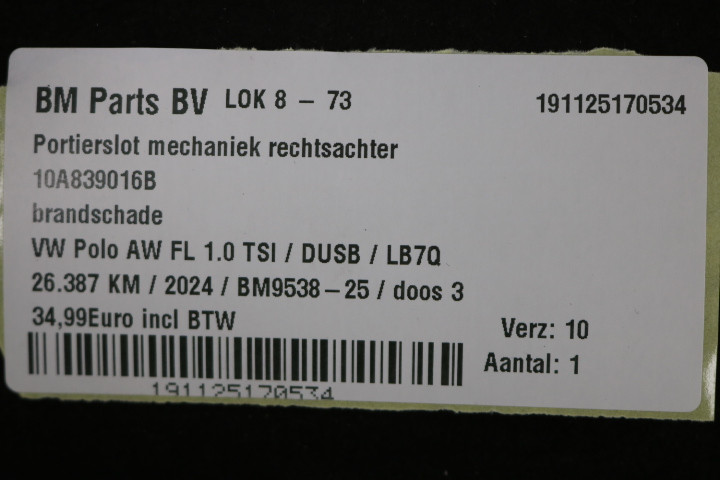 BM Parts BV LOK 8 – 73 191125170534
Portierslot mechaniek rechtsachter
10A839016B
brandschade
VW Polo AW FL 1.0 TSI / DUSB / LB7Q
26.387 KM / 2024 / BM9538–25 / doos 3
34,99Euro incl BTW
Verz: 10
Aantal: 1
191125170534